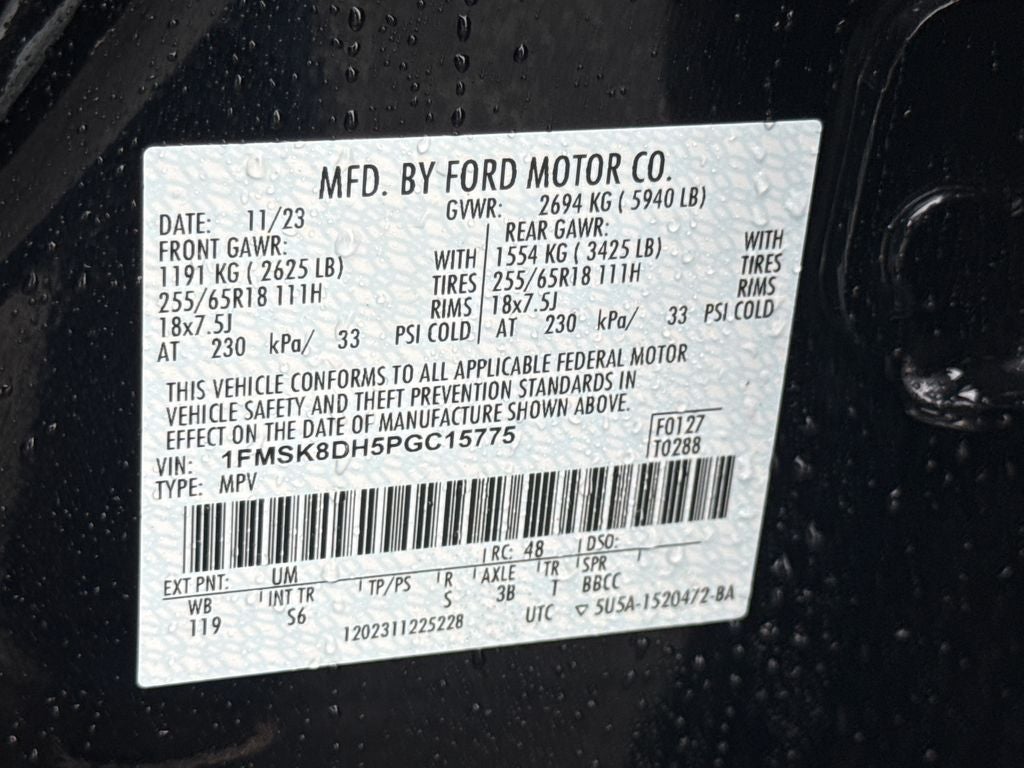 MFD. BY FORD MOTOR CO.
DATE: 11/23 GVWR: 2694 KG ( 5940 LB)
FRONT GAWR: REAR GAWR:
1191 KG ( 2625 LB) WITH 1554 KG ( 3425 LB) WITH
255/65R18 111H TIRES 255/65R18 111H TIRES
18x7.5J RIMS 18x7.5J RIMS
AT 230 kPa/ 33 PSI COLD AT 230 kPa/ 33 PSI COLD
THIS VEHICLE CONFORMS TO ALL APPLICABLE FEDERAL MOTOR
VEHICLE SAFETY AND THEFT PREVENTION STANDARDS IN
EFFECT ON THE DATE OF MANUFACTURE SHOWN ABOVE.
VIN: 1FMSK8DH5PGC15775 F0127
TYPE: MPV T0288
EXT PNT: UM RC: 48 DSO:
WB INT TR TP/PS R AXLE TR SPR
119 S6 S 3B T BBCC
1202311225228 UTC ▽ 5U5A-1520472-BA